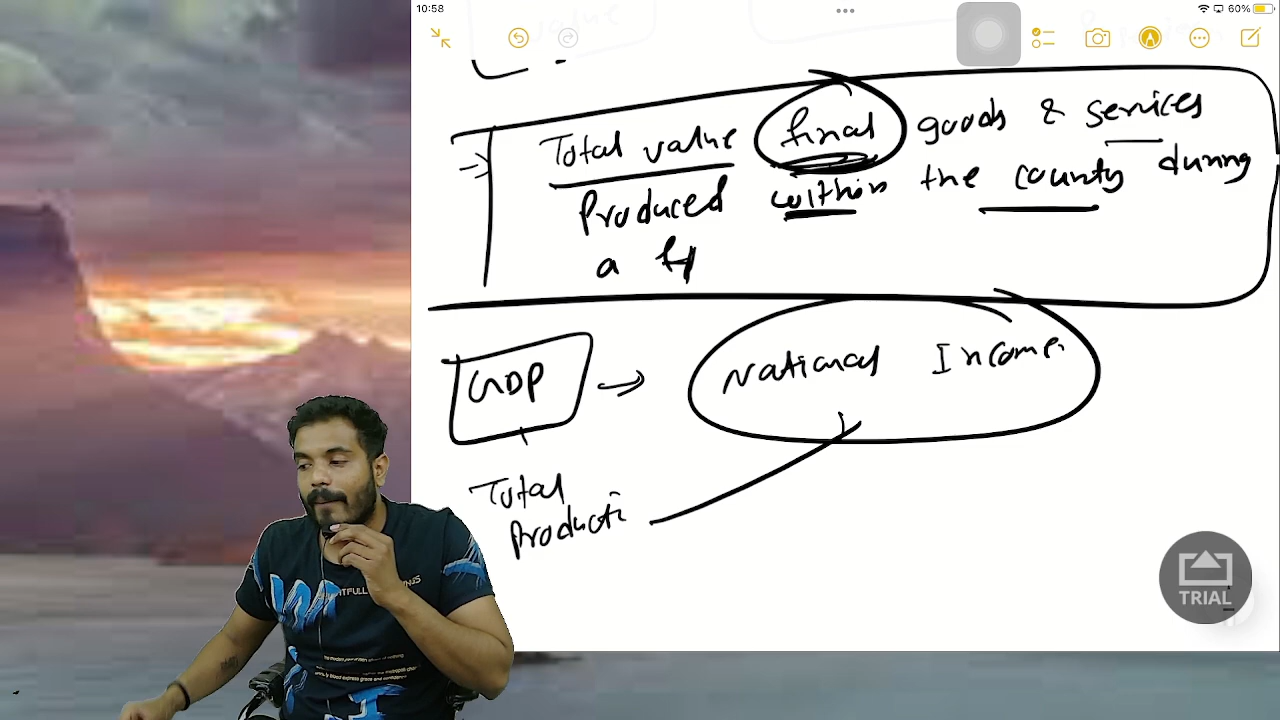 10:58
60%
Total value final goods & services
Produced within the county during
a fy
GDP → National Income
Total
Producti
TRIAL